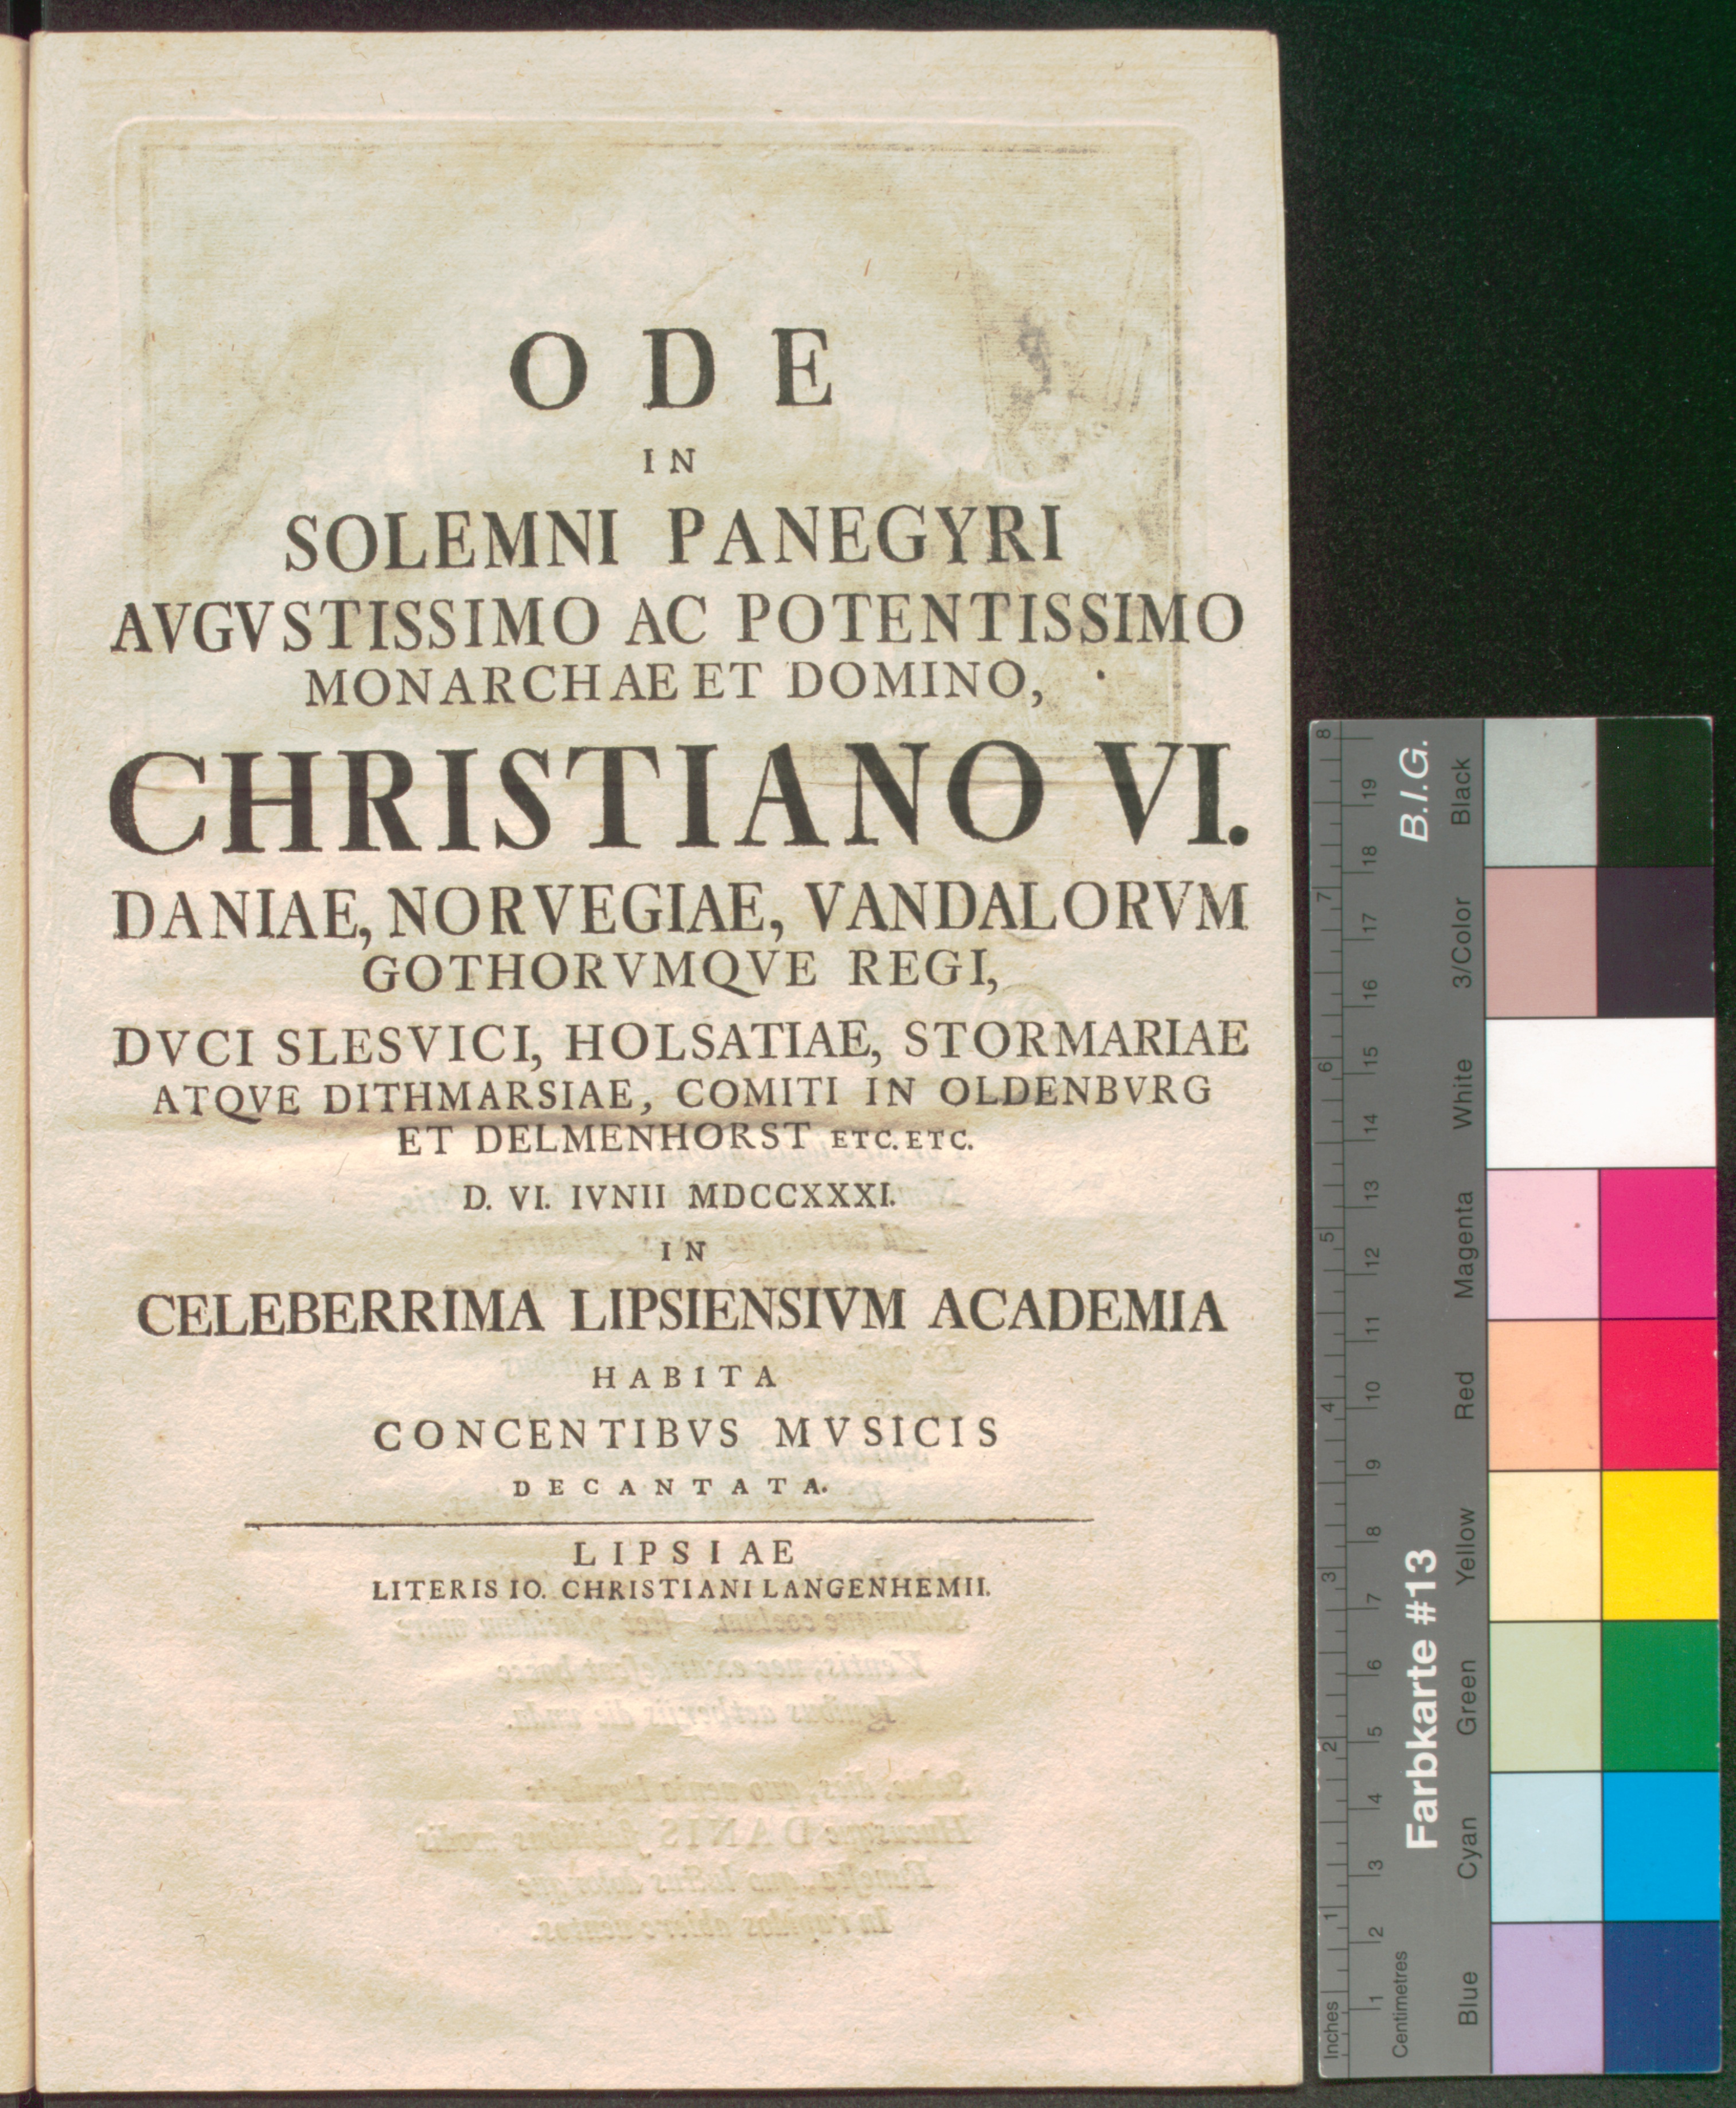 ODE
IN
SOLEMNI PANEGYRI
AVGVSTISSIMO AC POTENTISSIMO
MONARCHAE ET DOMINO,
CHRISTIANO VI.
DANIAE, NORVEGIAE, VANDALORVM
GOTHORVMQVE REGI,
DVCI SLESVICI, HOLSATIAE, STORMARIAE
ATQVE DITHMARSIAE, COMITI IN OLDENBVRG
ET DELMENHORST ETC. ETC.
D. VI. IVNII MDCCXXXI.
IN
CELEBERRIMA LIPSIENSIVM ACADEMIA
HABITA
CONCENTIBVS MVSICIS
DECANTATA.
LIPSIAE
LITERIS IO. CHRISTIANI LANGENHEMII.
Farbkarte #13
B.I.G.
Centimetres
1 2 3 4 5 6 7 8 9 10 11 12 13 14 15 16 17 18 19
Inches
1 2 3 4 5 6 7 8
Blue
Cyan
Green
Yellow
Red
Magenta
White
3/Color
Black